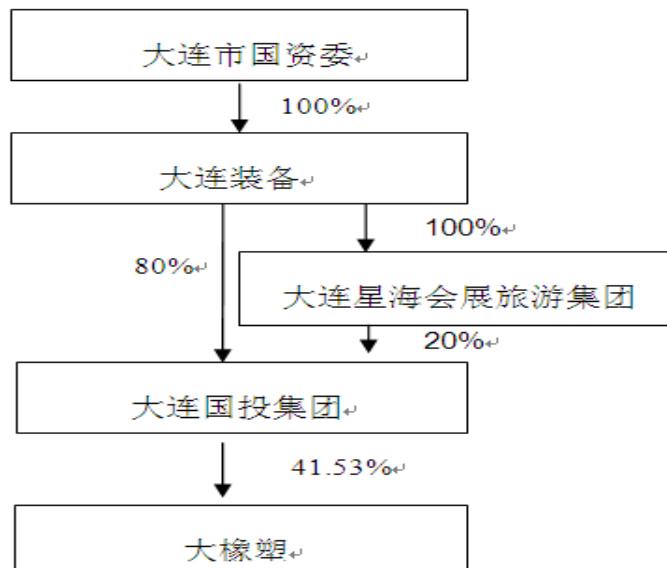 大连市国资委
100%
大连装备
100%
80%
大连星海会展旅游集团
20%
大连国投集团
41.53%
大橡塑